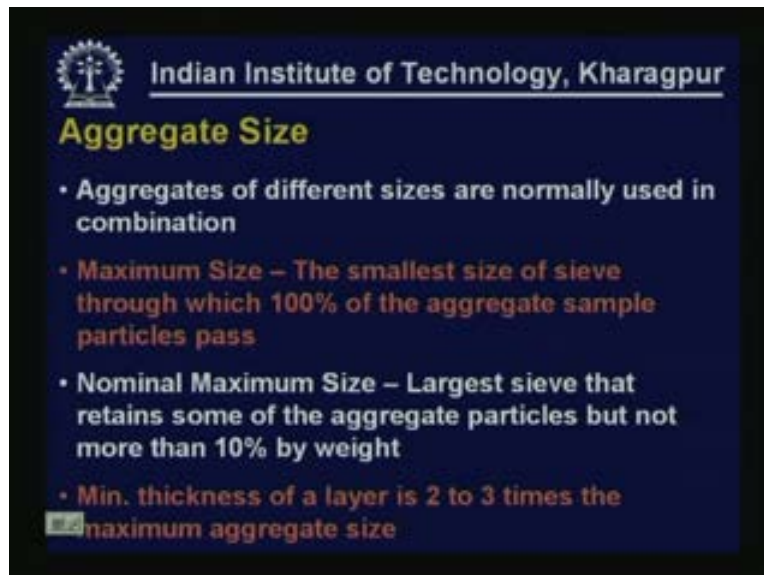 Indian Institute of Technology, Kharagpur
Aggregate Size
• Aggregates of different sizes are normally used in
combination
• Maximum Size – The smallest size of sieve
through which 100% of the aggregate sample
particles pass
• Nominal Maximum Size – Largest sieve that
retains some of the aggregate particles but not
more than 10% by weight
• Min. thickness of a layer is 2 to 3 times the
maximum aggregate size